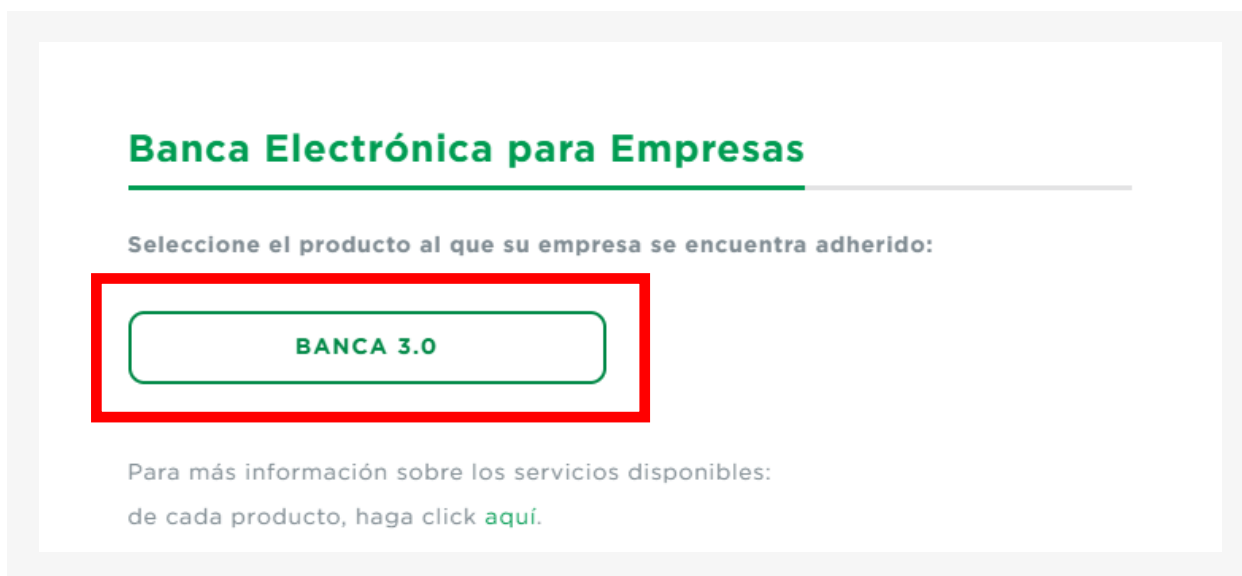 Banca Electrónica para Empresas
Seleccione el producto al que su empresa se encuentra adherido:
BANCA 3.0
Para más información sobre los servicios disponibles:
de cada producto, haga click aquí.